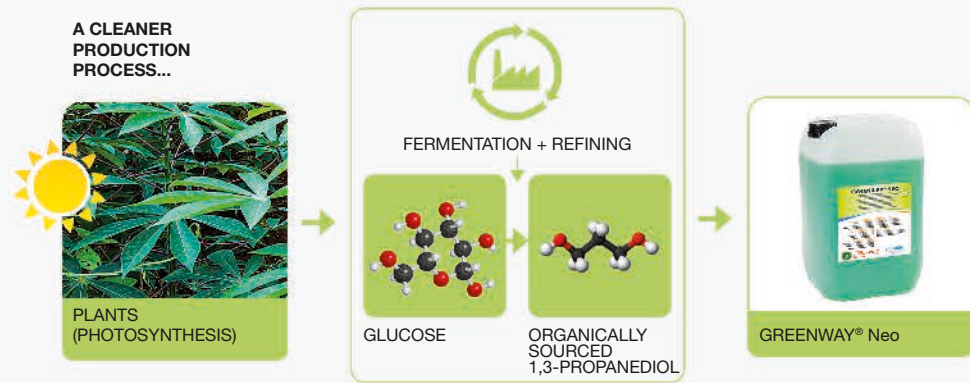 A CLEANER
PRODUCTION
PROCESS...
PLANTS
(PHOTOSYNTHESIS)
FERMENTATION + REFINING
GLUCOSE
ORGANICALLY
SOURCED
1,3-PROPANEDIOL
GREENWAY® Neo